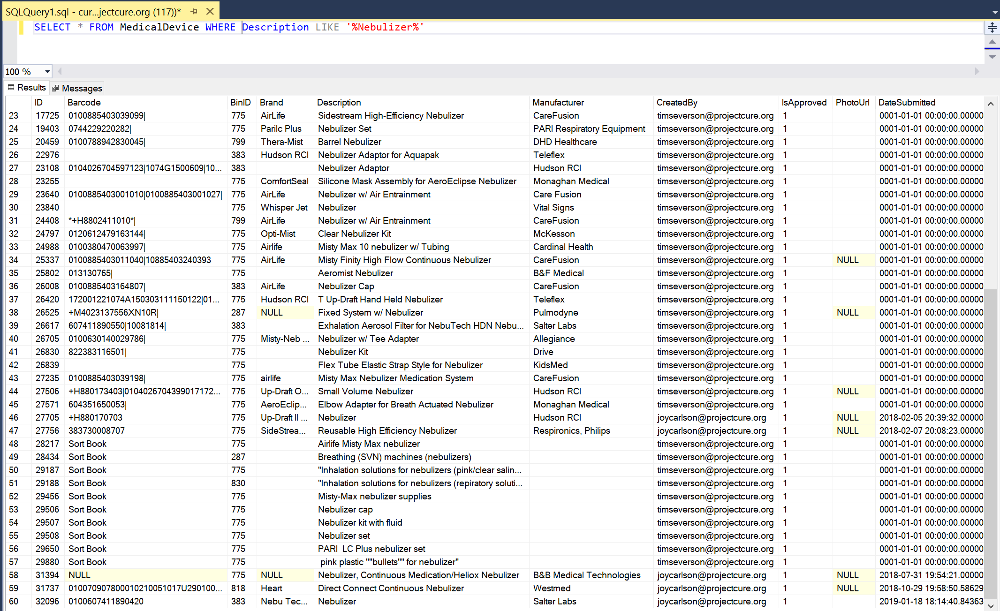 SQLQuery1.sql - cur...jectcure.org (117))*
SELECT * FROM MedicalDevice WHERE Description LIKE '%Nebulizer%'
100 %
Results Messages
ID Barcode BinID Brand Description Manufacturer CreatedBy IsApproved PhotoUrl DateSubmitted
23 17725 0100885403039099| 775 AirLife Sidestream High-Efficiency Nebulizer CareFusion timseverson@projectcure.org 1 0001-01-01 00:00:00.00000
24 19403 0744229220282| 775 Parilc Plus Nebulizer Set PARI Respiratory Equipment timseverson@projectcure.org 1 0001-01-01 00:00:00.00000
25 20459 0100788942830045| 799 Thera-Mist Barrel Nebulizer DHD Healthcare timseverson@projectcure.org 1 0001-01-01 00:00:00.00000
26 22976 383 Hudson RCI Nebulizer Adaptor for Aquapak Teleflex timseverson@projectcure.org 1 0001-01-01 00:00:00.00000
27 23108 0104026704597123|1074G1500609|10... 383 Nebulizer Adaptor Hudson RCI timseverson@projectcure.org 1 0001-01-01 00:00:00.00000
28 23255 775 ComfortSeal Silicone Mask Assembly for AeroEclipse Nebulizer Monaghan Medical timseverson@projectcure.org 1 0001-01-01 00:00:00.00000
29 23640 0100885403001010|0100885403001027| 775 AirLife Nebulizer w/ Air Entrainment Care Fusion timseverson@projectcure.org 1 0001-01-01 00:00:00.00000
30 23840 775 Whisper Jet Nebulizer Vital Signs timseverson@projectcure.org 1 0001-01-01 00:00:00.00000
31 24408 *+H8802411010*| 799 AirLife Nebulizer w/ Air Entrainment CareFusion timseverson@projectcure.org 1 0001-01-01 00:00:00.00000
32 24797 0120612479163144| 775 Opti-Mist Clear Nebulizer Kit McKesson timseverson@projectcure.org 1 0001-01-01 00:00:00.00000
33 24988 0100380470063997| 775 Airlife Misty Max 10 nebulizer w/ Tubing Cardinal Health timseverson@projectcure.org 1 0001-01-01 00:00:00.00000
34 25337 0100885403011040|10885403240393 775 AirLife Misty Finity High Flow Continuous Nebulizer CareFusion timseverson@projectcure.org 1 NULL 0001-01-01 00:00:00.00000
35 25802 013130765| 775 Aeromist Nebulizer B&F Medical timseverson@projectcure.org 1 0001-01-01 00:00:00.00000
36 26008 0100885403164807| 383 AirLife Nebulizer Cap CareFusion timseverson@projectcure.org 1 0001-01-01 00:00:00.00000
37 26420 172001221074A150303111150122|01... 775 Hudson RCI T Up-Draft Hand Held Nebulizer Teleflex timseverson@projectcure.org 1 0001-01-01 00:00:00.00000
38 26525 +M4023137556XN10R| 287 NULL Fixed System w/ Nebulizer Pulmodyne timseverson@projectcure.org 1 NULL 0001-01-01 00:00:00.00000
39 26617 607411890550|10081814| 383 Exhalation Aerosol Filter for NebuTech HDN Nebu... Salter Labs timseverson@projectcure.org 1 0001-01-01 00:00:00.00000
40 26705 0100630140029786| 775 Misty-Neb ... Nebulizer w/ Tee Adapter Allegiance timseverson@projectcure.org 1 0001-01-01 00:00:00.00000
41 26830 822383116501| 775 Nebulizer Kit Drive timseverson@projectcure.org 1 0001-01-01 00:00:00.00000
42 26839 775 Flex Tube Elastic Strap Style for Nebulizer KidsMed timseverson@projectcure.org 1 0001-01-01 00:00:00.00000
43 27235 0100885403039198| 775 airlife Misty Max Nebulizer Medication System CareFusion timseverson@projectcure.org 1 0001-01-01 00:00:00.00000
44 27506 +H880173403|0104026704399017172... 775 Up-Draft O... Small Volume Nebulizer Hudson RCI timseverson@projectcure.org 1 NULL 0001-01-01 00:00:00.00000
45 27571 604351650053| 775 AeroEclip... Elbow Adapter for Breath Actuated Nebulizer Monaghan Medical timseverson@projectcure.org 1 0001-01-01 00:00:00.00000
46 27705 +H880170703 775 Up-Draft II ... Nebulizer Hudson RCI joycarlson@projectcure.org 1 NULL 2018-02-05 20:39:32.00000
47 27756 383730008707 775 SideStrea... Reusable High Efficiency Nebulizer Respironics, Philips joycarlson@projectcure.org 1 NULL 2018-02-07 20:08:23.00000
48 28217 Sort Book 775 Airlife Misty Max nebulizer timseverson@projectcure.org 1 0001-01-01 00:00:00.00000
49 28434 Sort Book 287 Breathing (SVN) machines (nebulizers) timseverson@projectcure.org 1 0001-01-01 00:00:00.00000
50 29187 Sort Book 775 "Inhalation solutions for nebulizers (pink/clear salin... timseverson@projectcure.org 1 0001-01-01 00:00:00.00000
51 29188 Sort Book 830 "Inhalation solutions for nebulizers (repiratory soluti... timseverson@projectcure.org 1 0001-01-01 00:00:00.00000
52 29456 Sort Book 775 Misty-Max nebulizer supplies timseverson@projectcure.org 1 0001-01-01 00:00:00.00000
53 29506 Sort Book 775 Nebulizer cap timseverson@projectcure.org 1 0001-01-01 00:00:00.00000
54 29507 Sort Book 775 Nebulizer kit with fluid timseverson@projectcure.org 1 0001-01-01 00:00:00.00000
55 29508 Sort Book 775 Nebulizer set timseverson@projectcure.org 1 0001-01-01 00:00:00.00000
56 29650 Sort Book 775 PARI  LC Plus nebulizer set timseverson@projectcure.org 1 0001-01-01 00:00:00.00000
57 29880 Sort Book 775 pink plastic ""bullets"" for nebulizer" timseverson@projectcure.org 1 0001-01-01 00:00:00.00000
58 31394 NULL 775 NULL Nebulizer, Continuous Medication/Heliox Nebulizer B&B Medical Technologies joycarlson@projectcure.org 1 NULL 2018-07-31 19:54:21.00000
59 31737 010070907800010210051017U290100... 818 Heart Direct Connect Continuous Nebulizer Westmed joycarlson@projectcure.org 1 NULL 2018-10-29 19:58:50.58629
60 32096 0100607411890420 383 Nebu Tec... Nebulizer Salter Labs joycarlson@projectcure.org 1 2019-01-18 18:14:40.84363